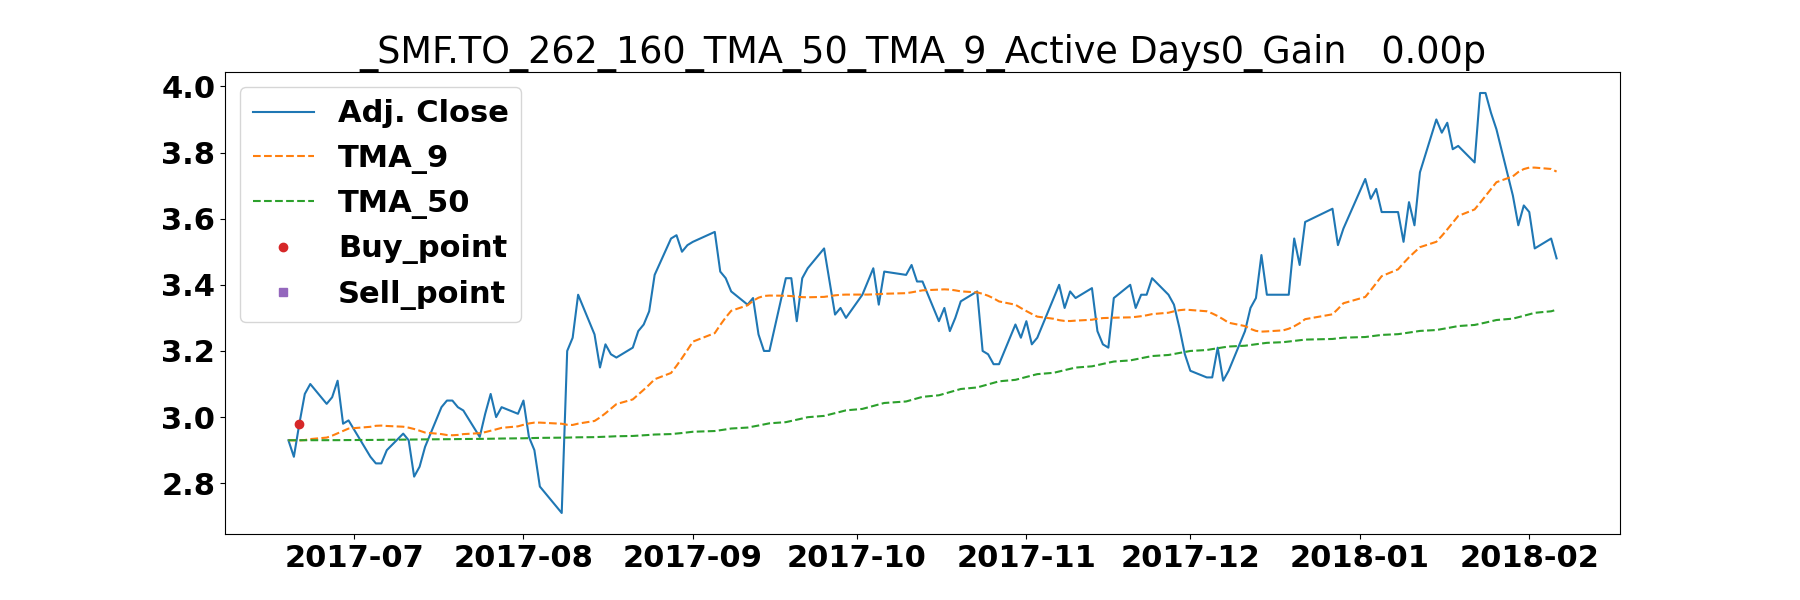 _SMF.TO_262_160_TMA_50_TMA_9_Active Days0_Gain   0.00p
4.0
3.8
3.6
3.4
3.2
3.0
2.8
Adj. Close
TMA_9
TMA_50
Buy_point
Sell_point
2017-07 2017-08 2017-09 2017-10 2017-11 2017-12 2018-01 2018-02